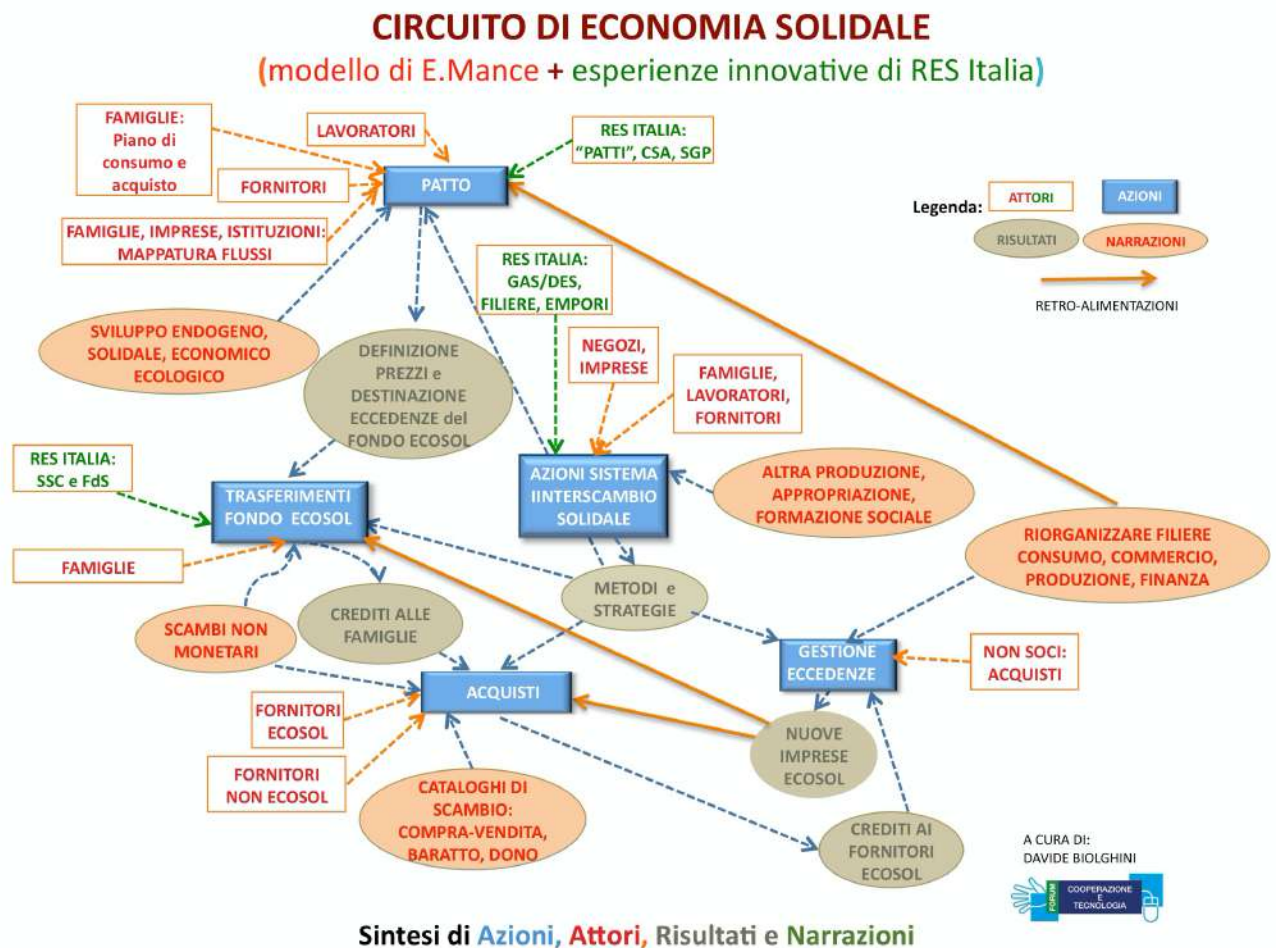 CIRCUITO DI ECONOMIA SOLIDALE
(modello di E.Mance + esperienze innovative di RES Italia)
FAMIGLIE:
Piano di
consumo e
acquisto
LAVORATORI
RES ITALIA:
“PATTI”, CSA, SGP
FORNITORI
PATTO
FAMIGLIE, IMPRESE, ISTITUZIONI:
MAPPATURA FLUSSI
Legenda:
ATTORI
AZIONI
RISULTATI
NARRAZIONI
RETRO-ALIMENTAZIONI
RES ITALIA:
GAS/DES,
FILIERE, EMPORI
SVILUPPO ENDOGENO,
SOLIDALE, ECONOMICO
ECOLOGICO
DEFINIZIONE
PREZZI e
DESTINAZIONE
ECCEDENZE del
FONDO ECOSOL
NEGOZI,
IMPRESE
FAMIGLIE,
LAVORATORI,
FORNITORI
RES ITALIA:
SSC e FdS
TRASFERIMENTI
FONDO ECOSOL
AZIONI SISTEMA
IINTERSCAMBIO
SOLIDALE
ALTRA PRODUZIONE,
APPROPRIAZIONE,
FORMAZIONE SOCIALE
RIORGANIZZARE FILIERE
CONSUMO, COMMERCIO,
PRODUZIONE, FINANZA
FAMIGLIE
SCAMBI NON
MONETARI
CREDITI ALLE
FAMIGLIE
METODI e
STRATEGIE
GESTIONE
ECCEDENZE
NON SOCI:
ACQUISTI
ACQUISTI
FORNITORI
ECOSOL
FORNITORI
NON ECOSOL
CATALOGHI DI
SCAMBIO:
COMPRA-VENDITA,
BARATTO, DONO
NUOVE
IMPRESE
ECOSOL
CREDITI AI
FORNITORI
ECOSOL
A CURA DI:
DAVIDE BIOLGHINI
FORUM
COOPERAZIONE
E
TECNOLOGIA
Sintesi di Azioni, Attori, Risultati e Narrazioni